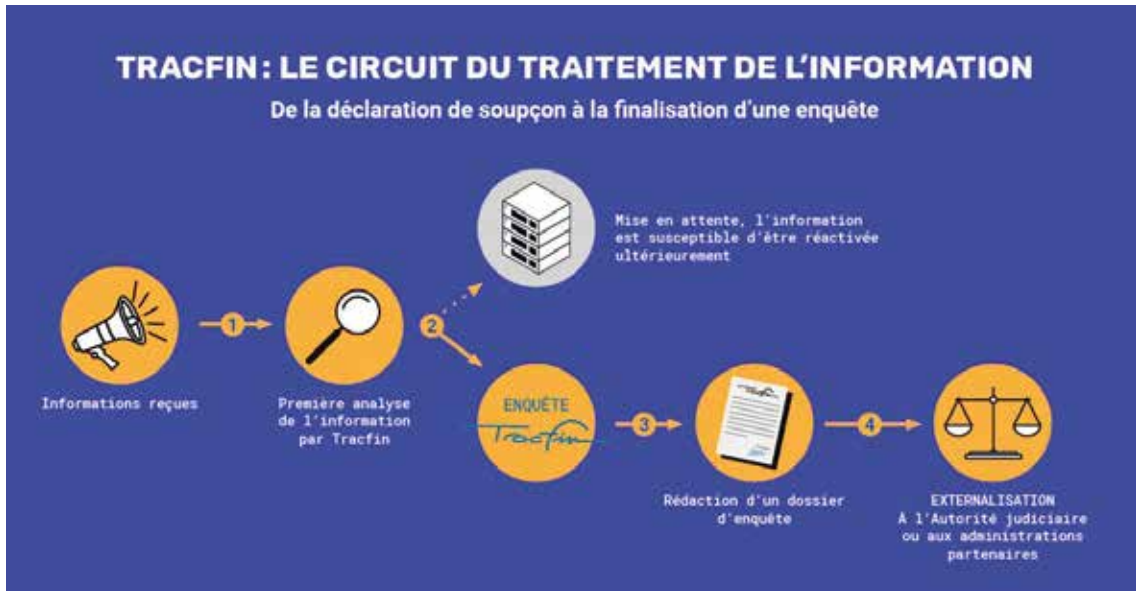 TRACFIN : LE CIRCUIT DU TRAITEMENT DE L'INFORMATION
De la déclaration de soupçon à la finalisation d'une enquête
Mise en attente, l'information
est susceptible d'être réactivée
ultérieurement
1
2
Informations reçues
Première analyse
de l'information
par Tracfin
ENQUÊTE
Tracfin
3
4
Rédaction d'un dossier
d'enquête
EXTERNALISATION
À l'Autorité judiciaire
ou aux administrations
partenaires